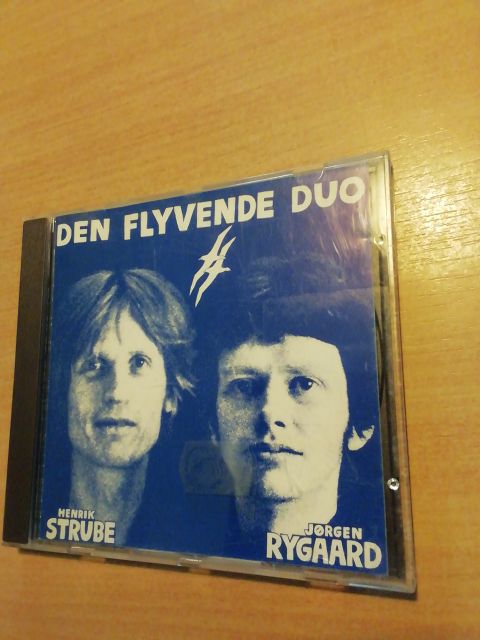 DEN FLYVENDE DUO
HENRIK
STRUBE
JØRGEN
RYGAARD